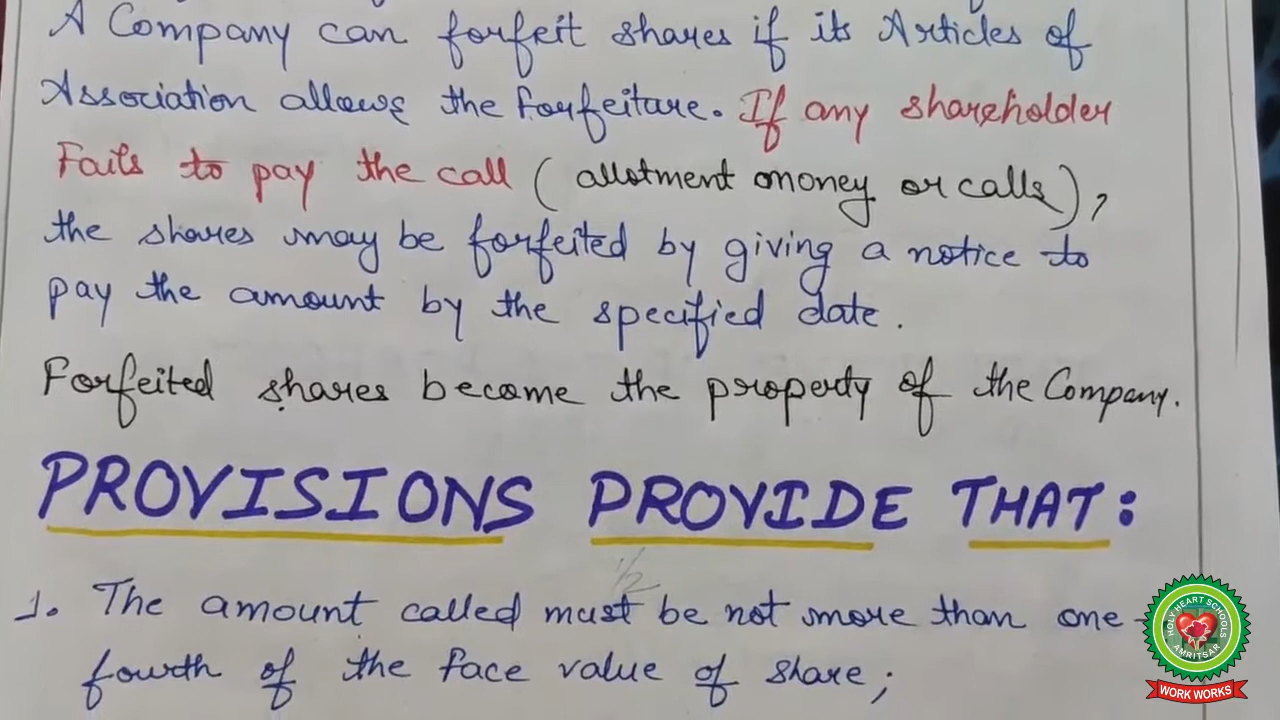 A Company can forfeit shares if its Articles of
Association allows the Forfeiture. If any shareholder
Fails to pay the call (allotment money or calls),
the shares may be forfeited by giving a notice to
pay the amount by the specified date.
Forfeited shares become the property of the Company.
PROVISIONS PROVIDE THAT:
1/2
1. The amount called must be not more than one-
fourth of the face value of share;
HOLY HEART SCHOOLS
AMRITSAR
WORK WORKS